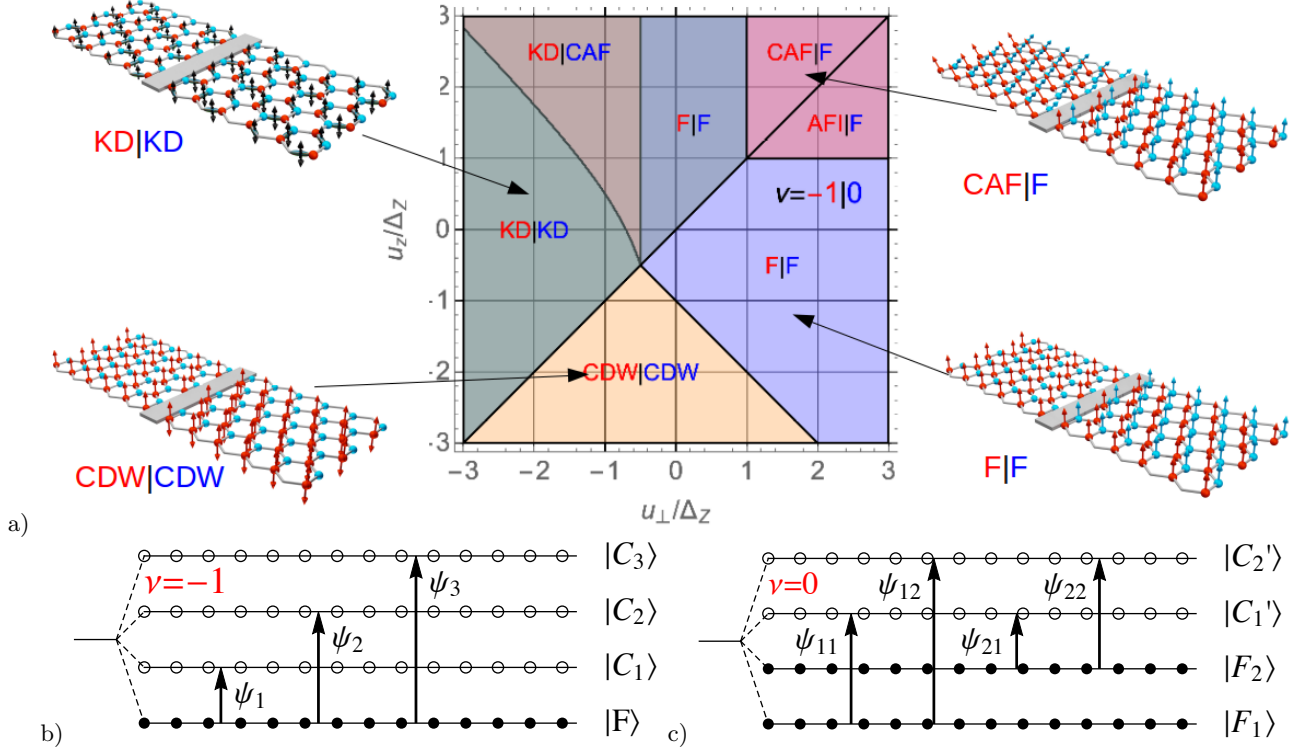 KD|KD
CAF|F
CDW|CDW
F|F
u_z/Δ_Z
3
2
1
0
-1
-2
-3
KD|CAF
CAF|F
F|F
AFI|F
ν=-1|0
KD|KD
F|F
CDW|CDW
−3 −2 −1 0 1 2 3
u_⊥/Δ_Z
a)
ν=−1
ψ_3
ψ_2
ψ_1
|C_3⟩
|C_2⟩
|C_1⟩
|F⟩
b)
ν=0
ψ_12
ψ_22
ψ_11
ψ_21
|C_2'⟩
|C_1'⟩
|F_2⟩
|F_1⟩
c)